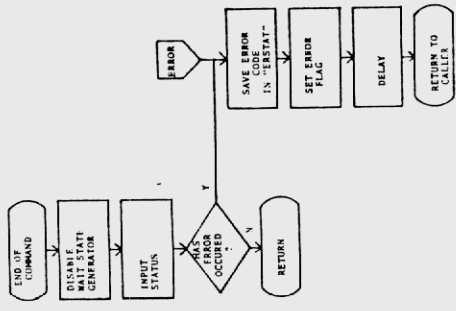 END OF
COMMAND
DISABLE
WAIT STATE
GENERATOR
INPUT
STATUS
HAS
ERROR
OCCURED
?
Y
N
RETURN
ERROR
SAVE ERROR
CODE
IN "ERSTAT"
SET ERROR
FLAG
DELAY
RETURN TO
CALLER